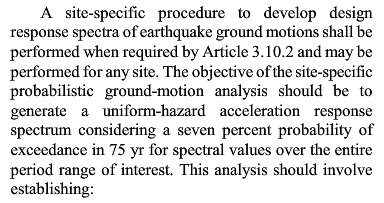 A site-specific procedure to develop design
response spectra of earthquake ground motions shall be
performed when required by Article 3.10.2 and may be
performed for any site. The objective of the site-specific
probabilistic ground-motion analysis should be to
generate a uniform-hazard acceleration response
spectrum considering a seven percent probability of
exceedance in 75 yr for spectral values over the entire
period range of interest. This analysis should involve
establishing: